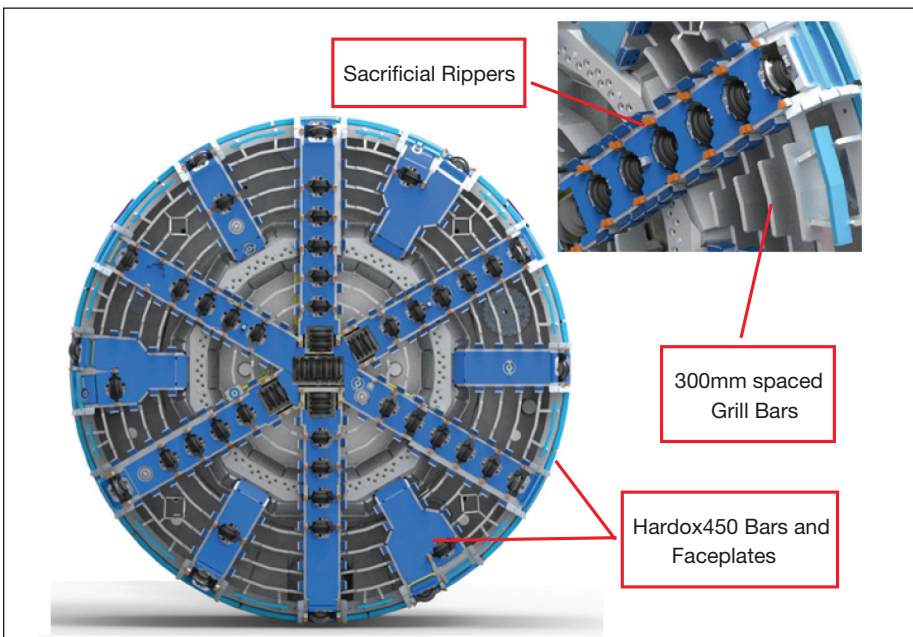 Sacrificial Rippers
300mm spaced
Grill Bars
Hardox450 Bars and
Faceplates